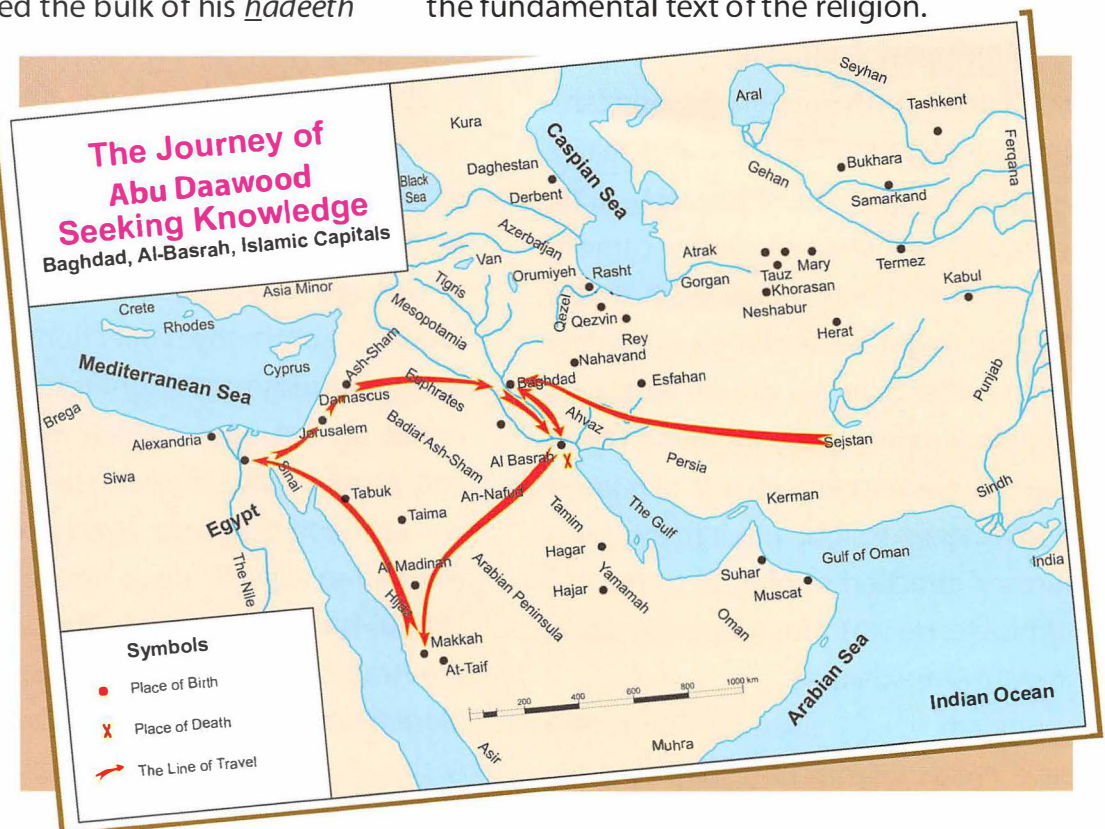 ed the bulk of his hadeeth
the fundamental text of the religion.
The Journey of
Abu Daawood
Seeking Knowledge
Baghdad, Al-Basrah, Islamic Capitals
Kura
Daghestan
Derbent
Black
Sea
Caspian Sea
Aral
Seyhan
Tashkent
Ferqana
Bukhara
Gehan
Samarkand
Azerbaijan
Van
Tigris
Orumiyeh
Rasht
Atrak
Gorgan
Tauz
Mary
Khorasan
Neshabur
Termez
Kabul
Herat
Asia Minor
Crete
Rhodes
Cyprus
Mediterranean Sea
Mesopotamia
Qezel
Qezvin
Rey
Nahavand
Ash-Sham
Damascus
Euphrates
Baghdad
Esfahan
Punjab
Brega
Alexandria
Jerusalem
Badiat Ash-Sham
Ahvaz
Sejstan
Al Basrah
X
Persia
Siwa
Sinai
Tabuk
An-Nafud
Kerman
Sindh
Egypt
Taima
Tamim
The Gulf
The Nile
Al Madinah
Hagar
Gulf of Oman
India
Hijaz
Arabian Peninsula
Hajar
Yamamah
Suhar
Muscat
Oman
Makkah
At-Taif
Arabian Sea
Indian Ocean
200
400
600
800
1000 km
Asir
Muhra
Symbols
Place of Birth
X
Place of Death
The Line of Travel